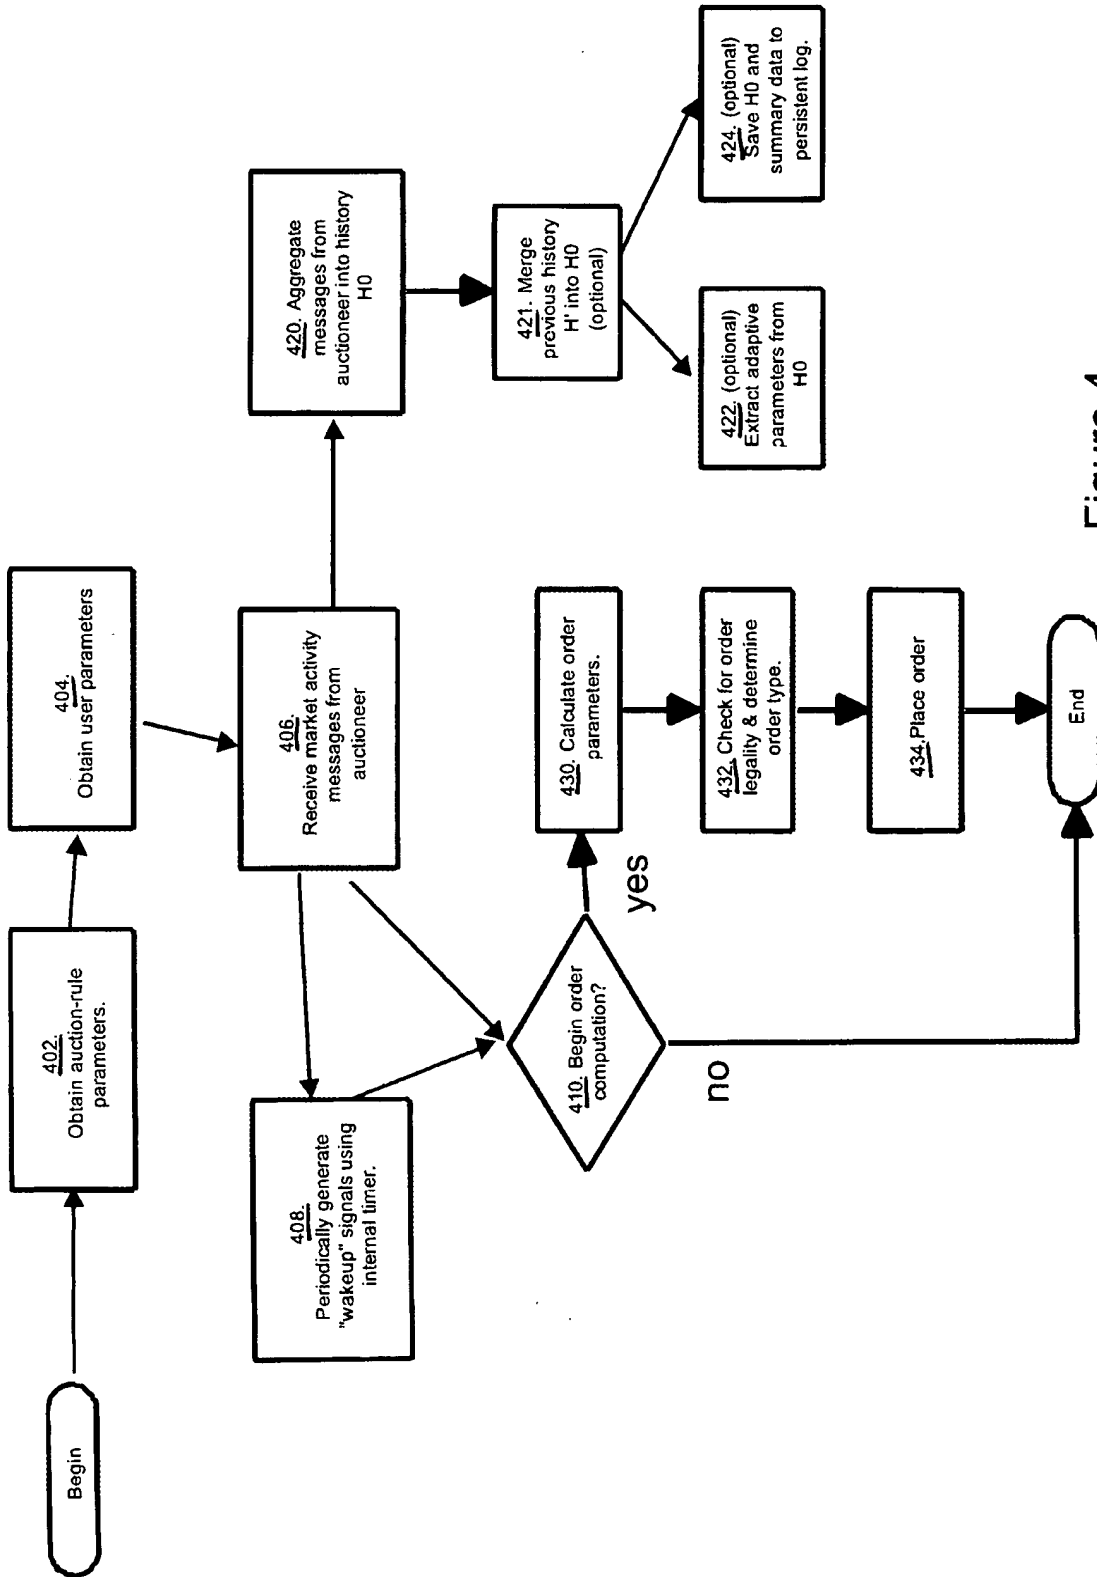 Begin
402.
Obtain auction-rule
parameters.
404.
Obtain user parameters
406.
Receive market activity
messages from
auctioneer
408.
Periodically generate
"wakeup" signals using
internal timer.
410. Begin order
computation?
yes
no
420. Aggregate
messages from
auctioneer into history
H0
421. Merge
previous history
H' into H0
(optional)
422. (optional)
Extract adaptive
parameters from
H0
424. (optional)
Save H0 and
summary data to
persistent log.
430. Calculate order
parameters.
432. Check for order
legality & determine
order type.
434.Place order
End
Figure 4